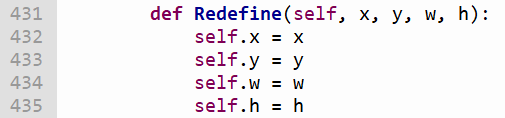 431 def Redefine(self, x, y, w, h):
432 self.x = x
433 self.y = y
434 self.w = w
435 self.h = h